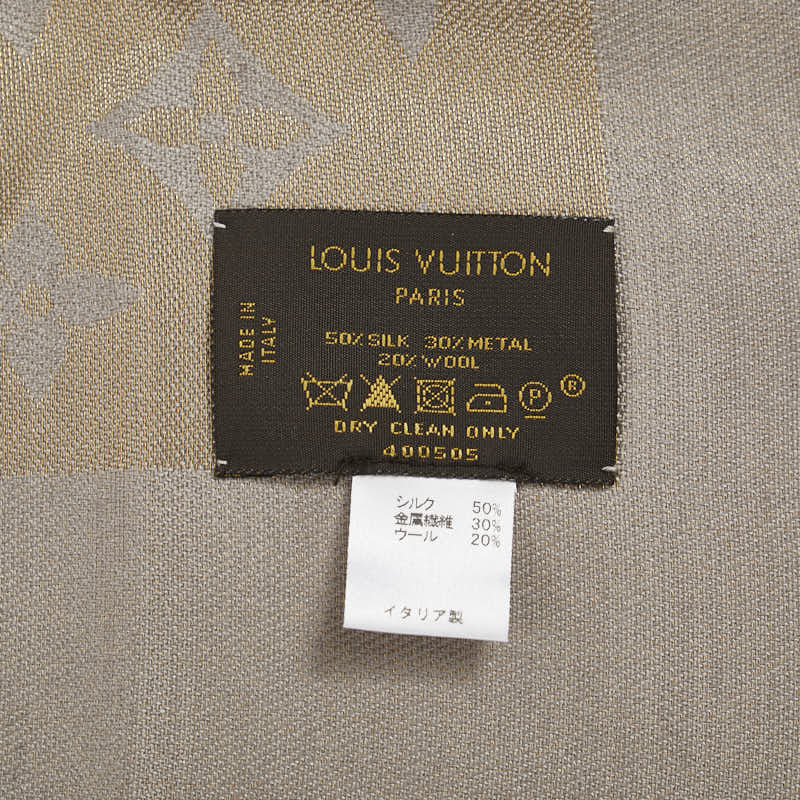 LOUIS VUITTON
PARIS
MADE IN
ITALY
50% SILK 30% METAL
20% WOOL
P ®
DRY CLEAN ONLY
400505
シルク 50%
金属繊維 30%
ウール 20%
イタリア製